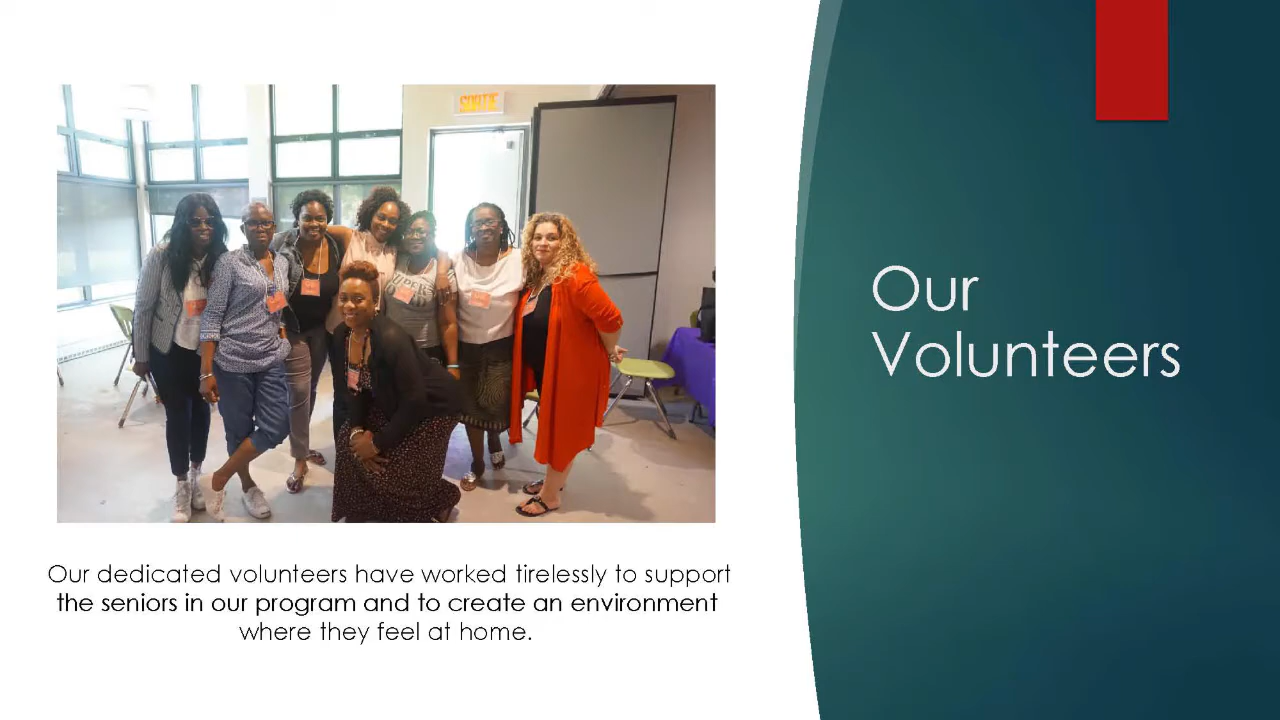 SORTIE
Our
Volunteers
Our dedicated volunteers have worked tirelessly to support
the seniors in our program and to create an environment
where they feel at home.